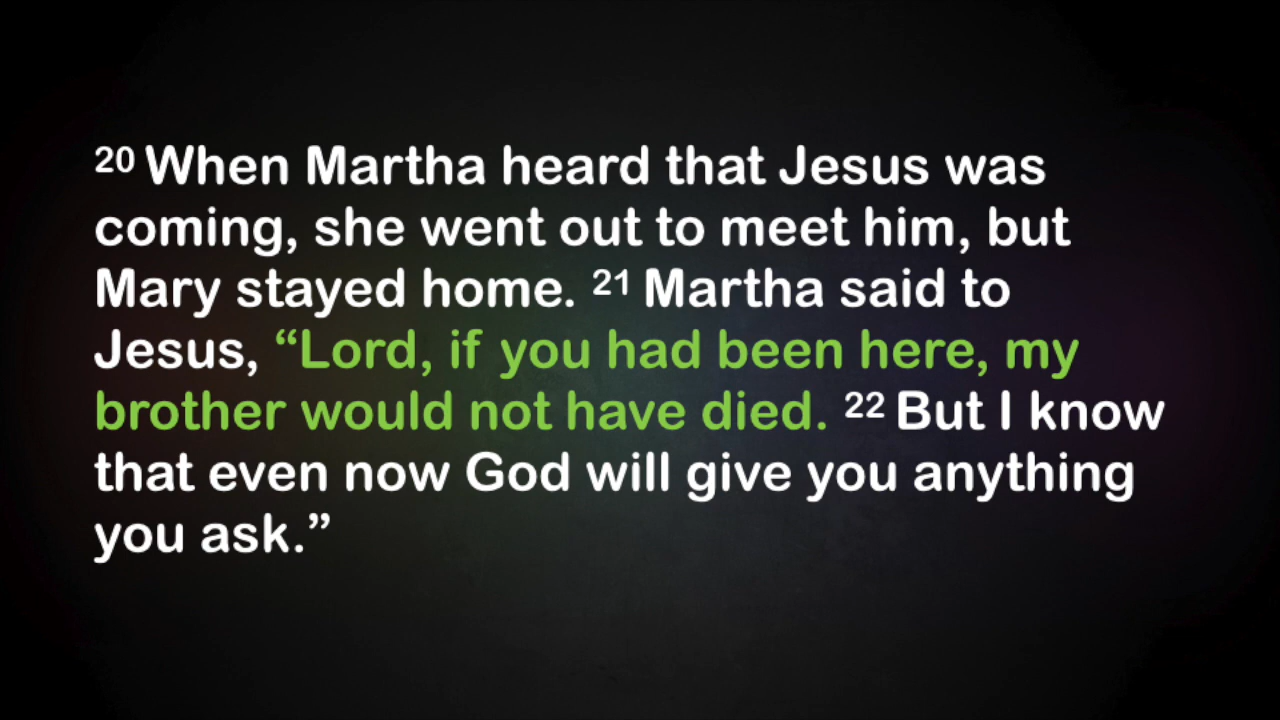 20 When Martha heard that Jesus was
coming, she went out to meet him, but
Mary stayed home. 21 Martha said to
Jesus, “Lord, if you had been here, my
brother would not have died. 22 But I know
that even now God will give you anything
you ask.”